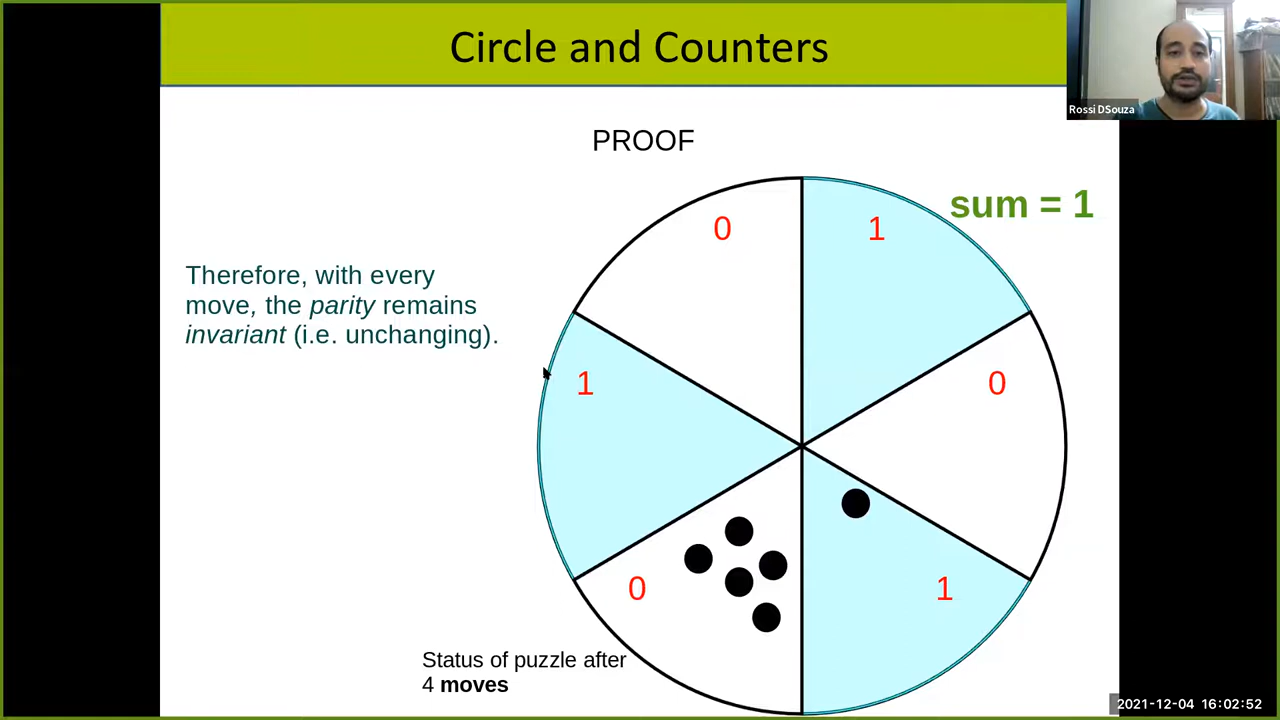 Circle and Counters
Rossi DSouza
PROOF
sum = 1
0
1
Therefore, with every
move, the parity remains
invariant (i.e. unchanging).
1
0
0
1
Status of puzzle after
4 moves
2021-12-04 16:02:52